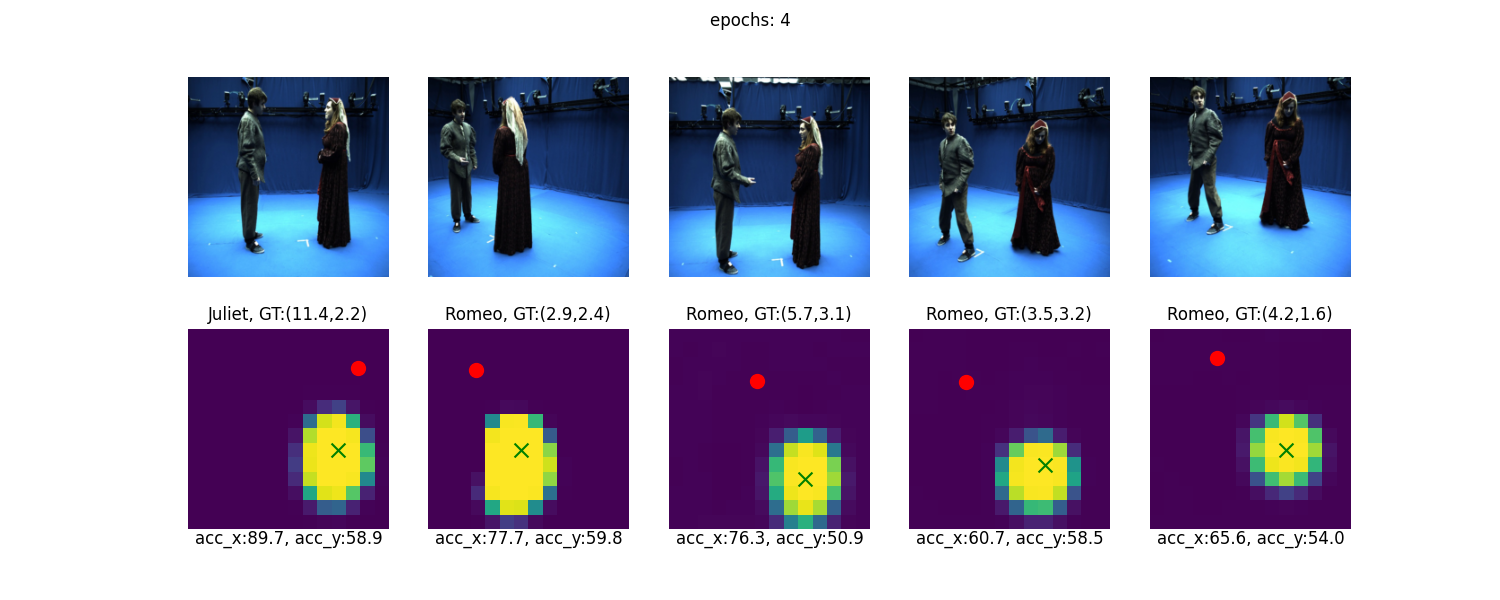 epochs: 4
Juliet, GT:(11.4,2.2)
Romeo, GT:(2.9,2.4)
Romeo, GT:(5.7,3.1)
Romeo, GT:(3.5,3.2)
Romeo, GT:(4.2,1.6)
acc_x:89.7, acc_y:58.9
acc_x:77.7, acc_y:59.8
acc_x:76.3, acc_y:50.9
acc_x:60.7, acc_y:58.5
acc_x:65.6, acc_y:54.0